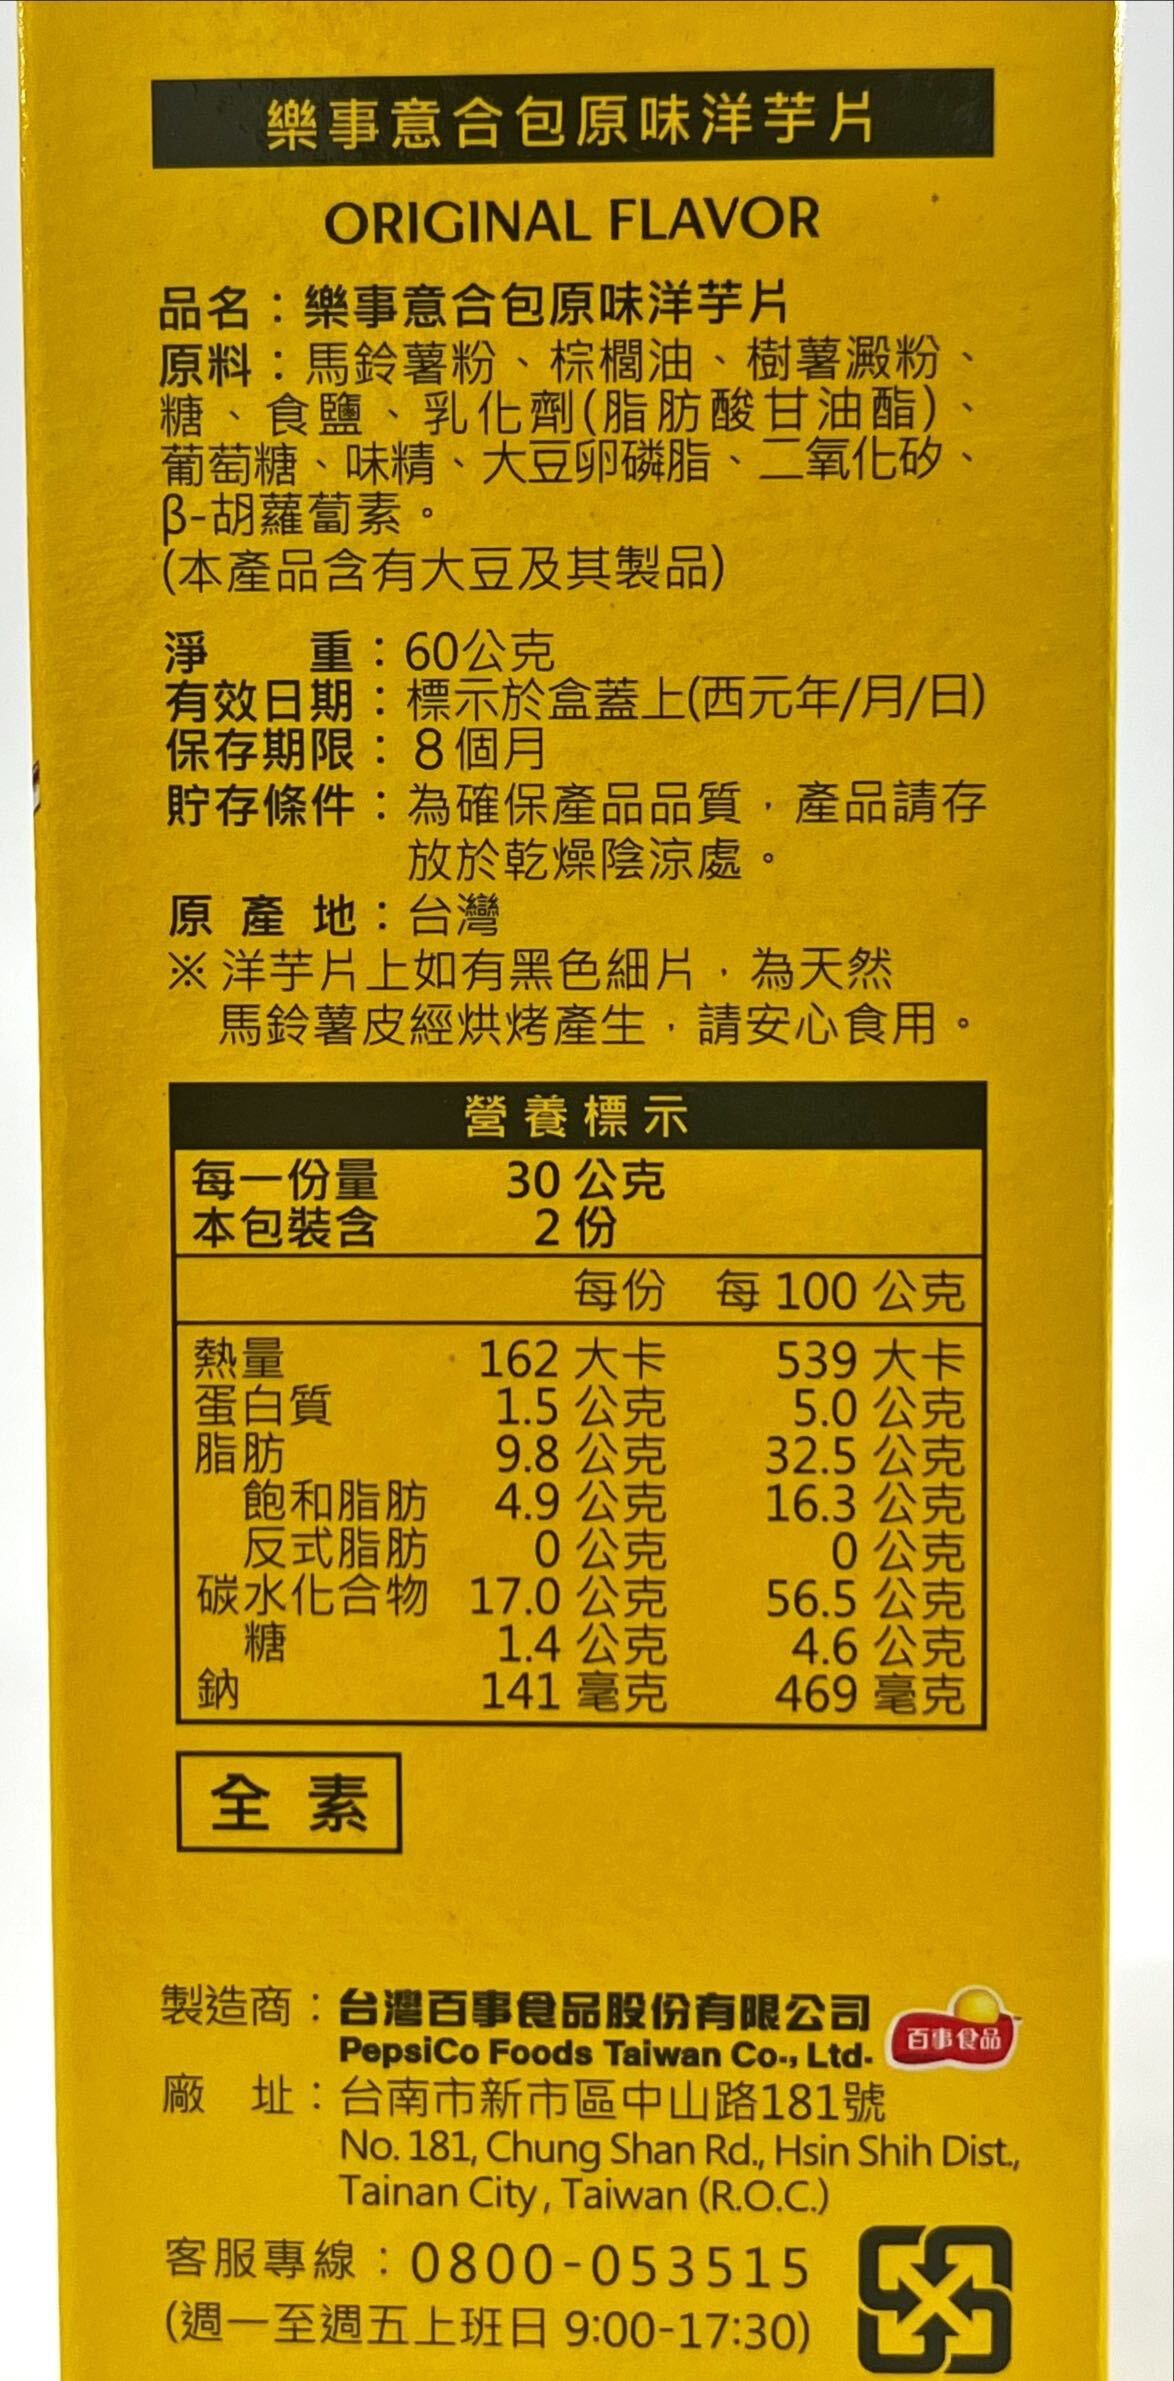 樂事意合包原味洋芋片
ORIGINAL FLAVOR
品名：樂事意合包原味洋芋片
原料：馬鈴薯粉、棕櫚油、樹薯澱粉、
糖、食鹽、乳化劑(脂肪酸甘油酯)、
葡萄糖、味精、大豆卵磷脂、二氧化矽、
β-胡蘿蔔素。
(本產品含有大豆及其製品)
淨 重：60公克
有效日期：標示於盒蓋上(西元年/月/日)
保存期限：8個月
貯存條件：為確保產品品質，產品請存
放於乾燥陰涼處。
原產地：台灣
※洋芋片上如有黑色細片，為天然
馬鈴薯皮經烘烤產生，請安心食用。
營養標示
每一份量 30 公克
本包裝含 2 份
每份 每 100 公克
熱量 162 大卡 539 大卡
蛋白質 1.5 公克 5.0 公克
脂肪 9.8 公克 32.5 公克
飽和脂肪 4.9 公克 16.3 公克
反式脂肪 0 公克 0 公克
碳水化合物 17.0 公克 56.5 公克
糖 1.4 公克 4.6 公克
鈉 141 毫克 469 毫克
全素
製造商：台灣百事食品股份有限公司
百事食品
PepsiCo Foods Taiwan Co., Ltd.
廠 址：台南市新市區中山路181號
No. 181, Chung Shan Rd., Hsin Shih Dist.,
Tainan City, Taiwan (R.O.C.)
客服專線：0800-053515
(週一至週五上班日 9:00-17:30)